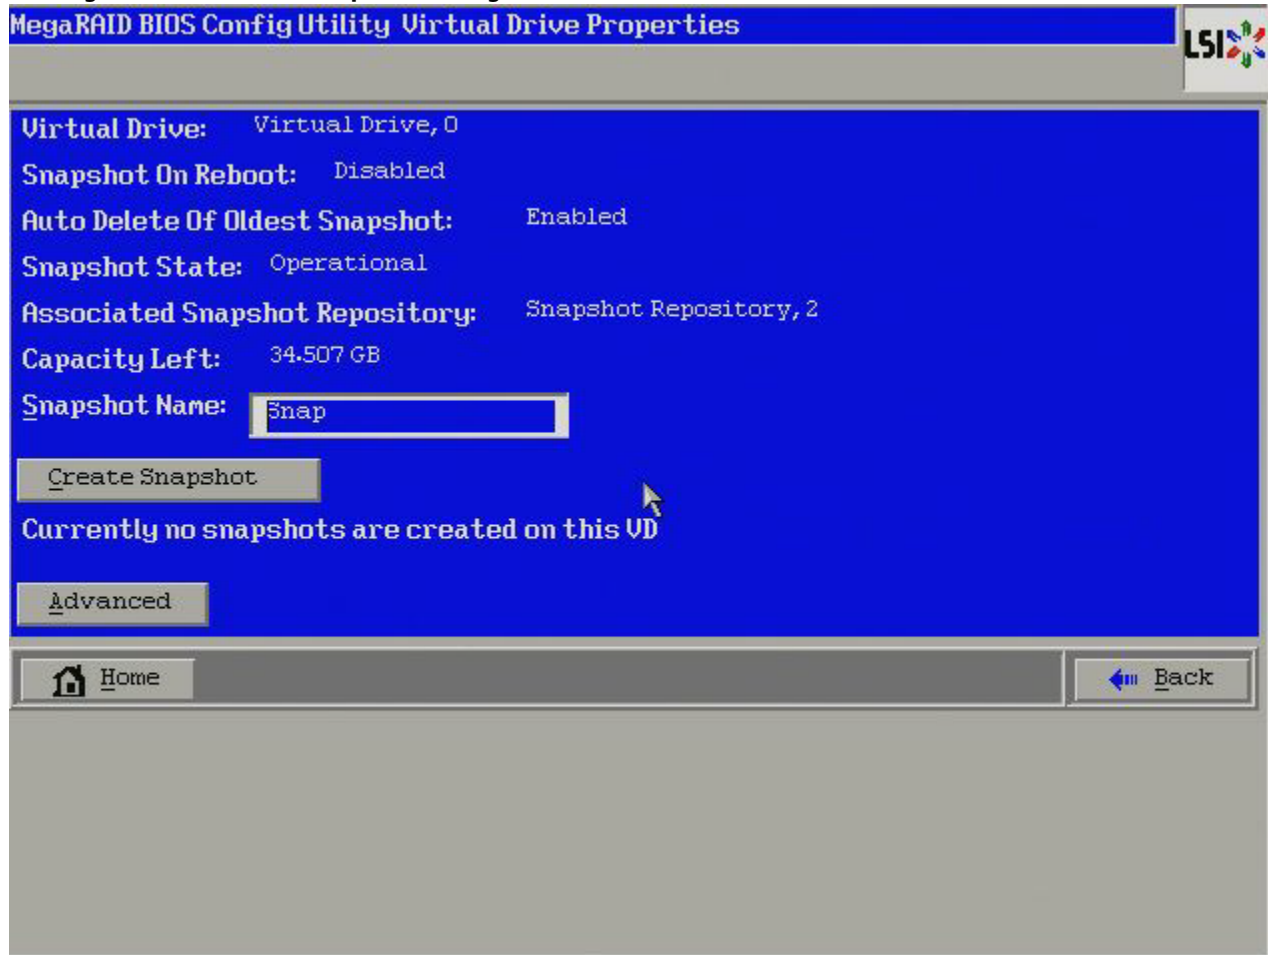 MegaRAID BIOS Config Utility Virtual Drive Properties
LSI
Virtual Drive: Virtual Drive, 0
Snapshot On Reboot: Disabled
Auto Delete Of Oldest Snapshot: Enabled
Snapshot State: Operational
Associated Snapshot Repository: Snapshot Repository, 2
Capacity Left: 34.507 GB
Snapshot Name: Snap
Create Snapshot
Currently no snapshots are created on this VD
Advanced
Home
Back